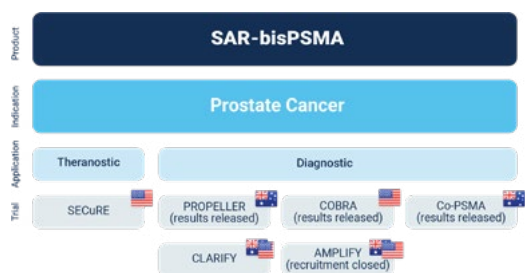 Product
SAR-bisPSMA
Indication
Prostate Cancer
Application
Theranostic
Diagnostic
Trial
SECuRE
PROPELLER
(results released)
COBRA
(results released)
Co-PSMA
(results released)
CLARIFY
AMPLIFY
(recruitment closed)